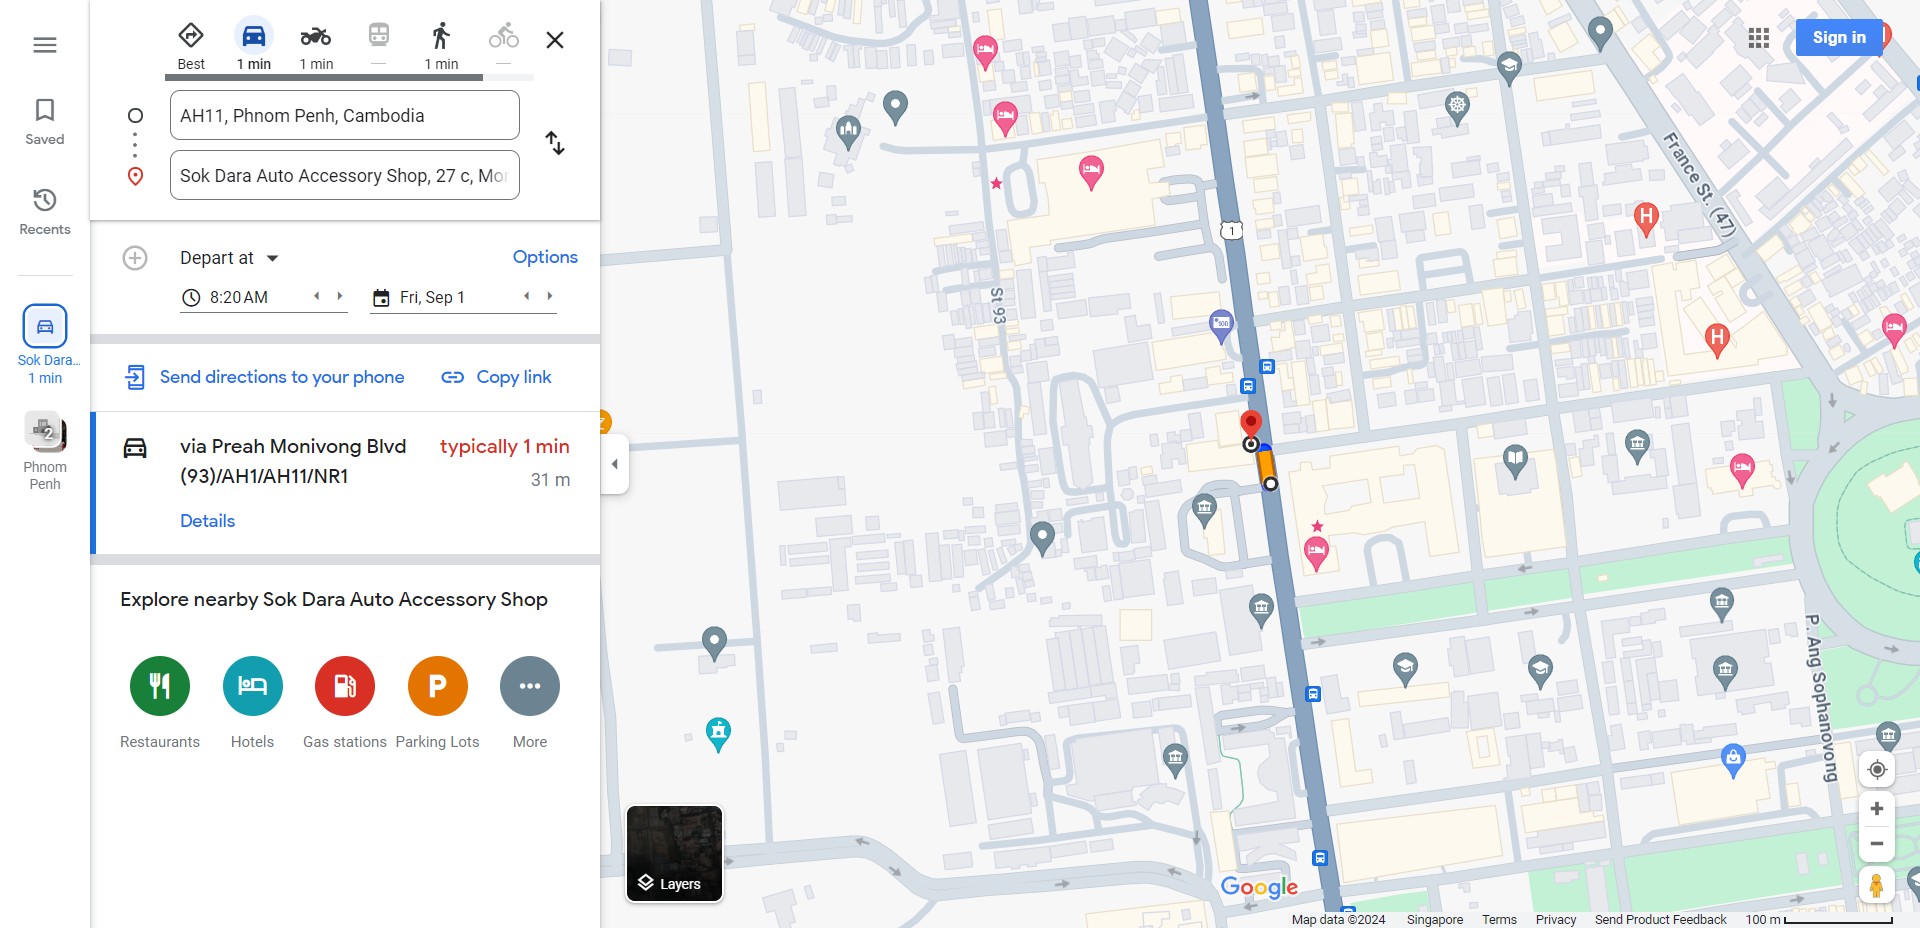 Best
1 min
1 min
—
1 min
—
Saved
Recents
Sok Dara...
1 min
2
Phnom
Penh
AH11, Phnom Penh, Cambodia
Sok Dara Auto Accessory Shop, 27 c, Mo
Depart at
Options
8:20 AM
Fri, Sep 1
Send directions to your phone
Copy link
via Preah Monivong Blvd
(93)/AH1/AH11/NR1
typically 1 min
31 m
Details
Explore nearby Sok Dara Auto Accessory Shop
P
Restaurants
Hotels
Gas stations
Parking Lots
More
Layers
Sign in
France St. (47)
H
H
1
St 93
100
P. Ang Sophanovong
Google
Map data ©2024
Singapore
Terms
Privacy
Send Product Feedback
100 m